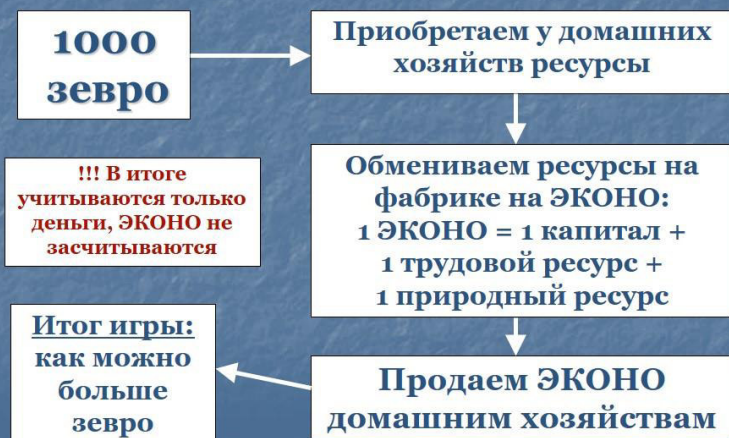 1000
зевро
Приобретаем у домашних
хозяйств ресурсы
Обмениваем ресурсы на
фабрике на ЭКОНО:
1 ЭКОНО = 1 капитал +
1 трудовой ресурс +
1 природный ресурс
!!! В итоге
учитываются только
деньги, ЭКОНО не
засчитываются
Продаем ЭКОНО
домашним хозяйствам
Итог игры:
как можно
больше
зевро